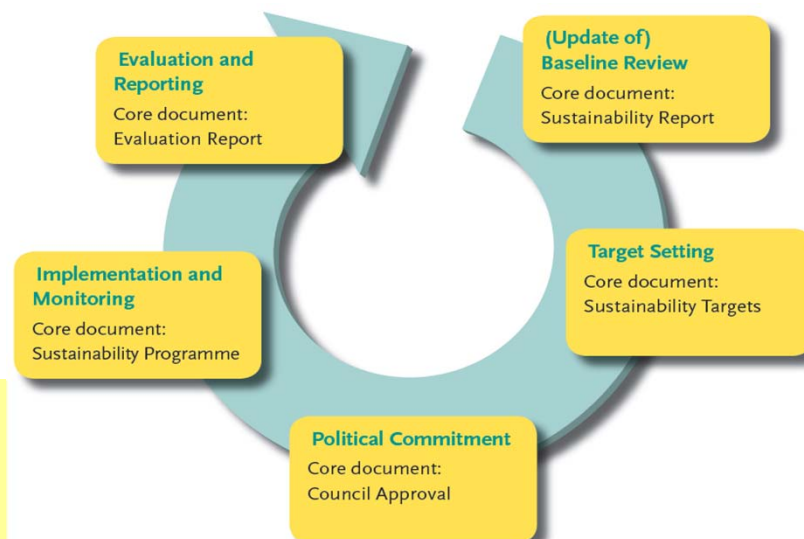 (Update of)
Baseline Review
Core document:
Sustainability Report
Target Setting
Core document:
Sustainability Targets
Political Commitment
Core document:
Council Approval
Implementation and
Monitoring
Core document:
Sustainability Programme
Evaluation and
Reporting
Core document:
Evaluation Report